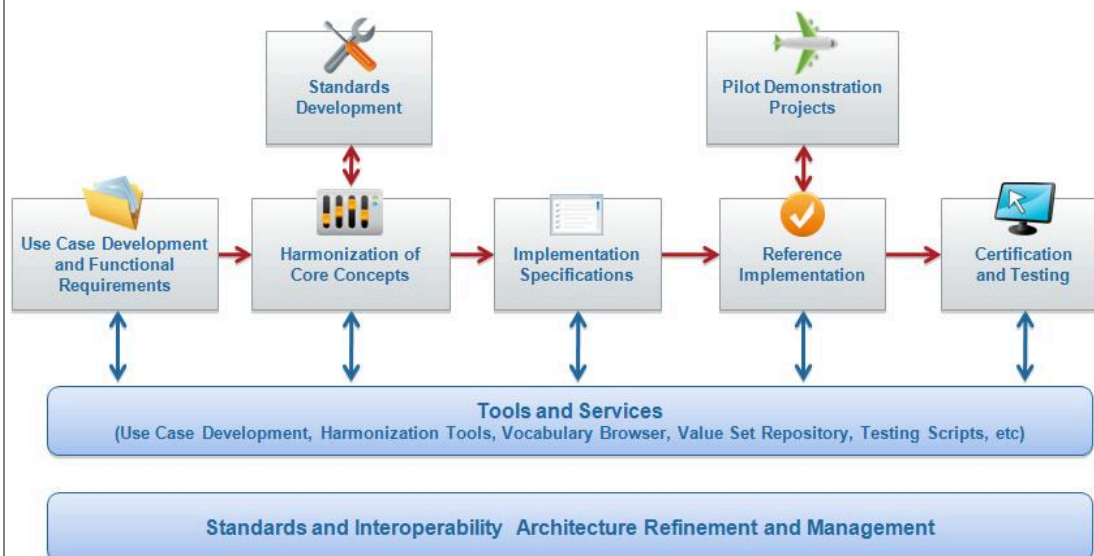 Standards
Development
Pilot Demonstration
Projects
Use Case Development
and Functional
Requirements
Harmonization of
Core Concepts
Implementation
Specifications
Reference
Implementation
Certification
and Testing
Tools and Services
(Use Case Development, Harmonization Tools, Vocabulary Browser, Value Set Repository, Testing Scripts, etc)
Standards and Interoperability Architecture Refinement and Management